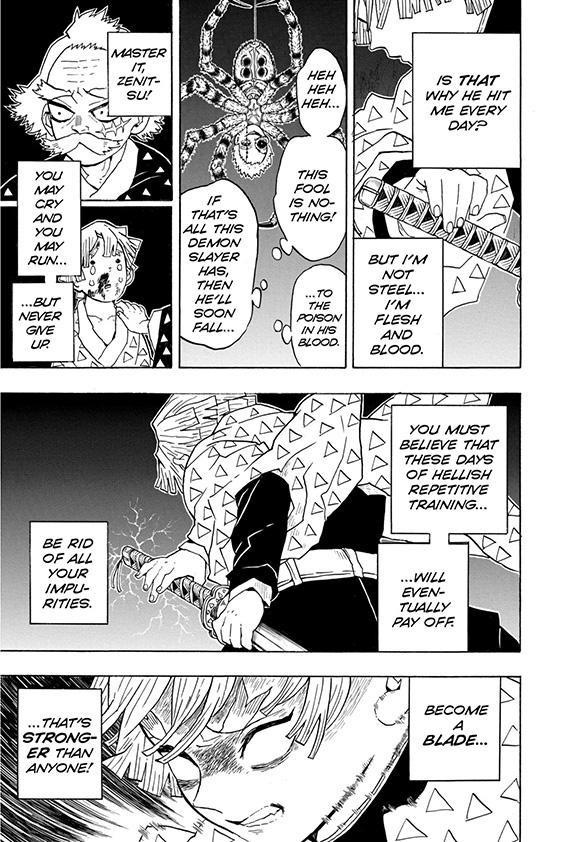 IS THAT
WHY HE HIT
ME EVERY
DAY?
BUT I'M
NOT
STEEL...
I'M
FLESH
AND
BLOOD.
HEH
HEH
HEH...
THIS
FOOL
IS NO-
THING!
IF
THAT'S
ALL THIS
DEMON
SLAYER
HAS,
THEN
HE'LL
SOON
FALL...
...TO
THE
POISON
IN HIS
BLOOD.
MASTER
IT,
ZENIT-
SU!
YOU
MAY
CRY
AND
YOU
MAY
RUN...
...BUT
NEVER
GIVE
UP.
YOU MUST
BELIEVE THAT
THESE DAYS
OF HELLISH
REPETITIVE
TRAINING...
...WILL
EVEN-
TUALLY
PAY OFF.
BE RID
OF ALL
YOUR
IMPU-
RITIES.
BECOME
A
BLADE...
...THAT'S
STRONG-
ER THAN
ANYONE!